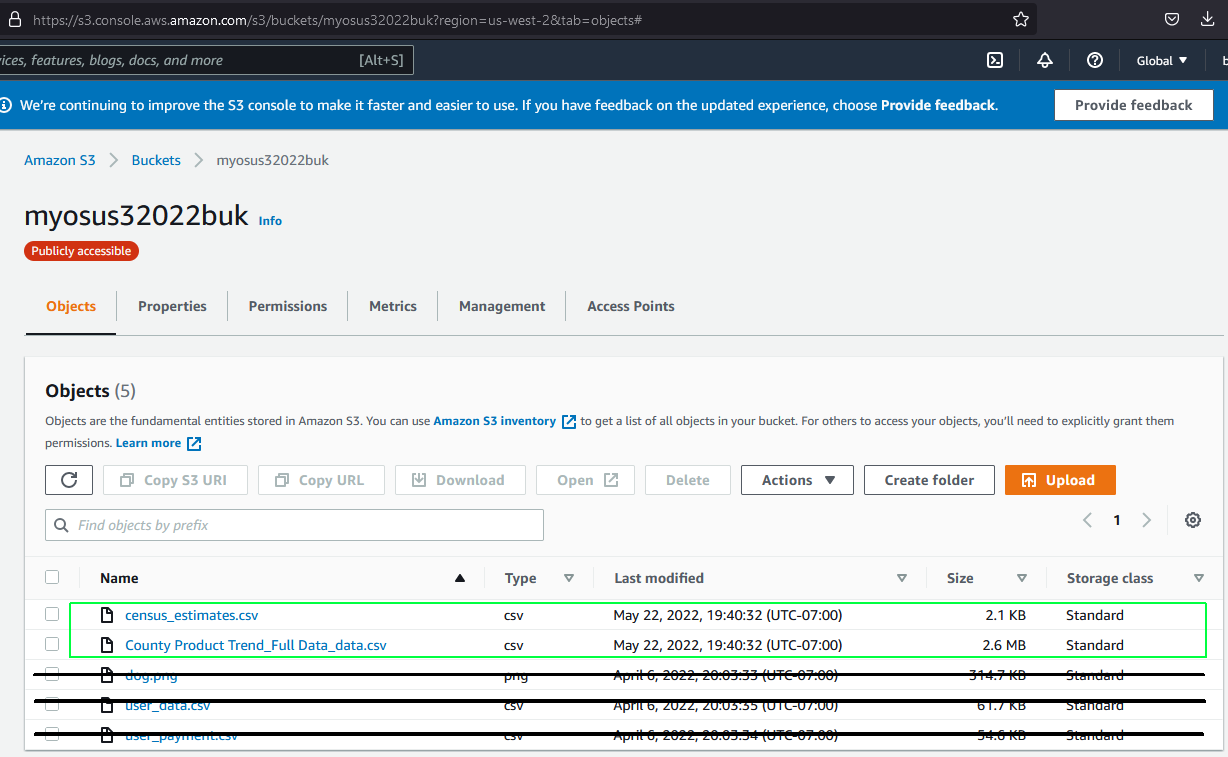 https://s3.console.aws.amazon.com/s3/buckets/myosus32022buk?region=us-west-2&tab=objects#
ices, features, blogs, docs, and more [Alt+S] Global ▼
We're continuing to improve the S3 console to make it faster and easier to use. If you have feedback on the updated experience, choose Provide feedback. Provide feedback
Amazon S3 > Buckets > myosus32022buk
myosus32022buk Info
Publicly accessible
Objects Properties Permissions Metrics Management Access Points
Objects (5)
Objects are the fundamental entities stored in Amazon S3. You can use Amazon S3 inventory to get a list of all objects in your bucket. For others to access your objects, you'll need to explicitly grant them
permissions. Learn more
Copy S3 URI Copy URL Download Open Delete Actions ▼ Create folder Upload
Find objects by prefix < 1 >
Name ▲ Type ▽ Last modified ▽ Size ▽ Storage class ▽
census_estimates.csv csv May 22, 2022, 19:40:32 (UTC-07:00) 2.1 KB Standard
County Product Trend_Full Data_data.csv csv May 22, 2022, 19:40:32 (UTC-07:00) 2.6 MB Standard
dog.png png April 6, 2022, 20:03:33 (UTC-07:00) 314.7 KB Standard
user_data.csv csv April 6, 2022, 20:03:35 (UTC-07:00) 61.7 KB Standard
user_payment.csv csv April 6, 2022, 20:03:34 (UTC-07:00) 54.6 KB Standard